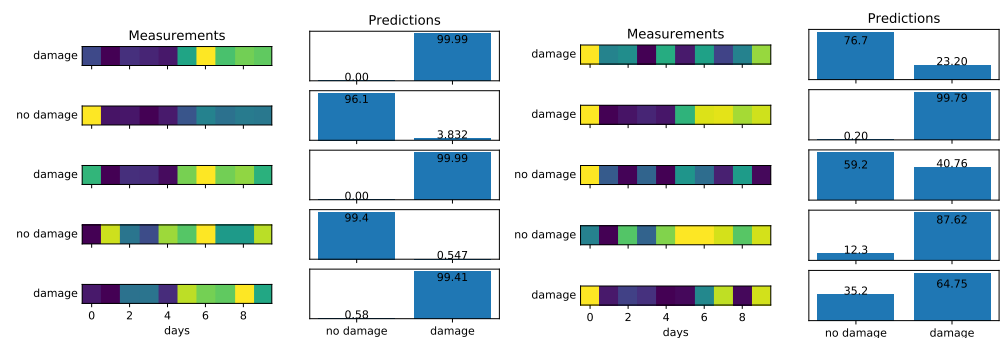 Measurements
Predictions
damage
99.99
0.00
no damage
96.1
3.832
damage
99.99
0.00
no damage
99.4
0.547
damage
99.41
0.58
0 2 4 6 8
days
no damage damage
Measurements
Predictions
damage
76.7
23.20
damage
99.79
0.20
no damage
59.2
40.76
no damage
87.62
12.3
damage
64.75
35.2
0 2 4 6 8
days
no damage damage